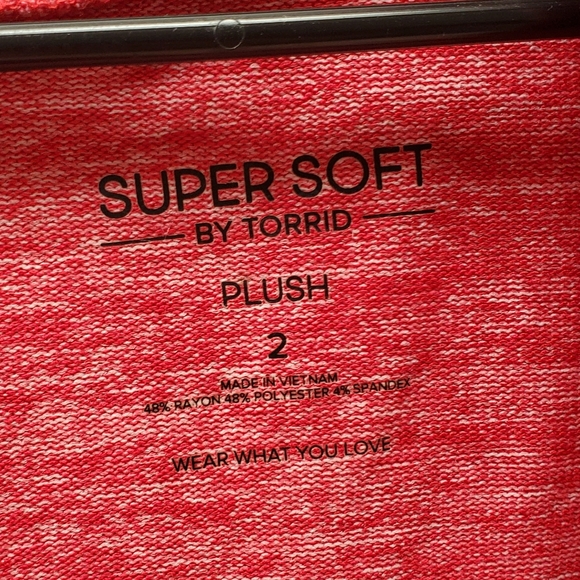 SUPER SOFT
BY TORRID
PLUSH
2
MADE IN VIETNAM
48% RAYON 48% POLYESTER 4% SPANDEX
WEAR WHAT YOU LOVE